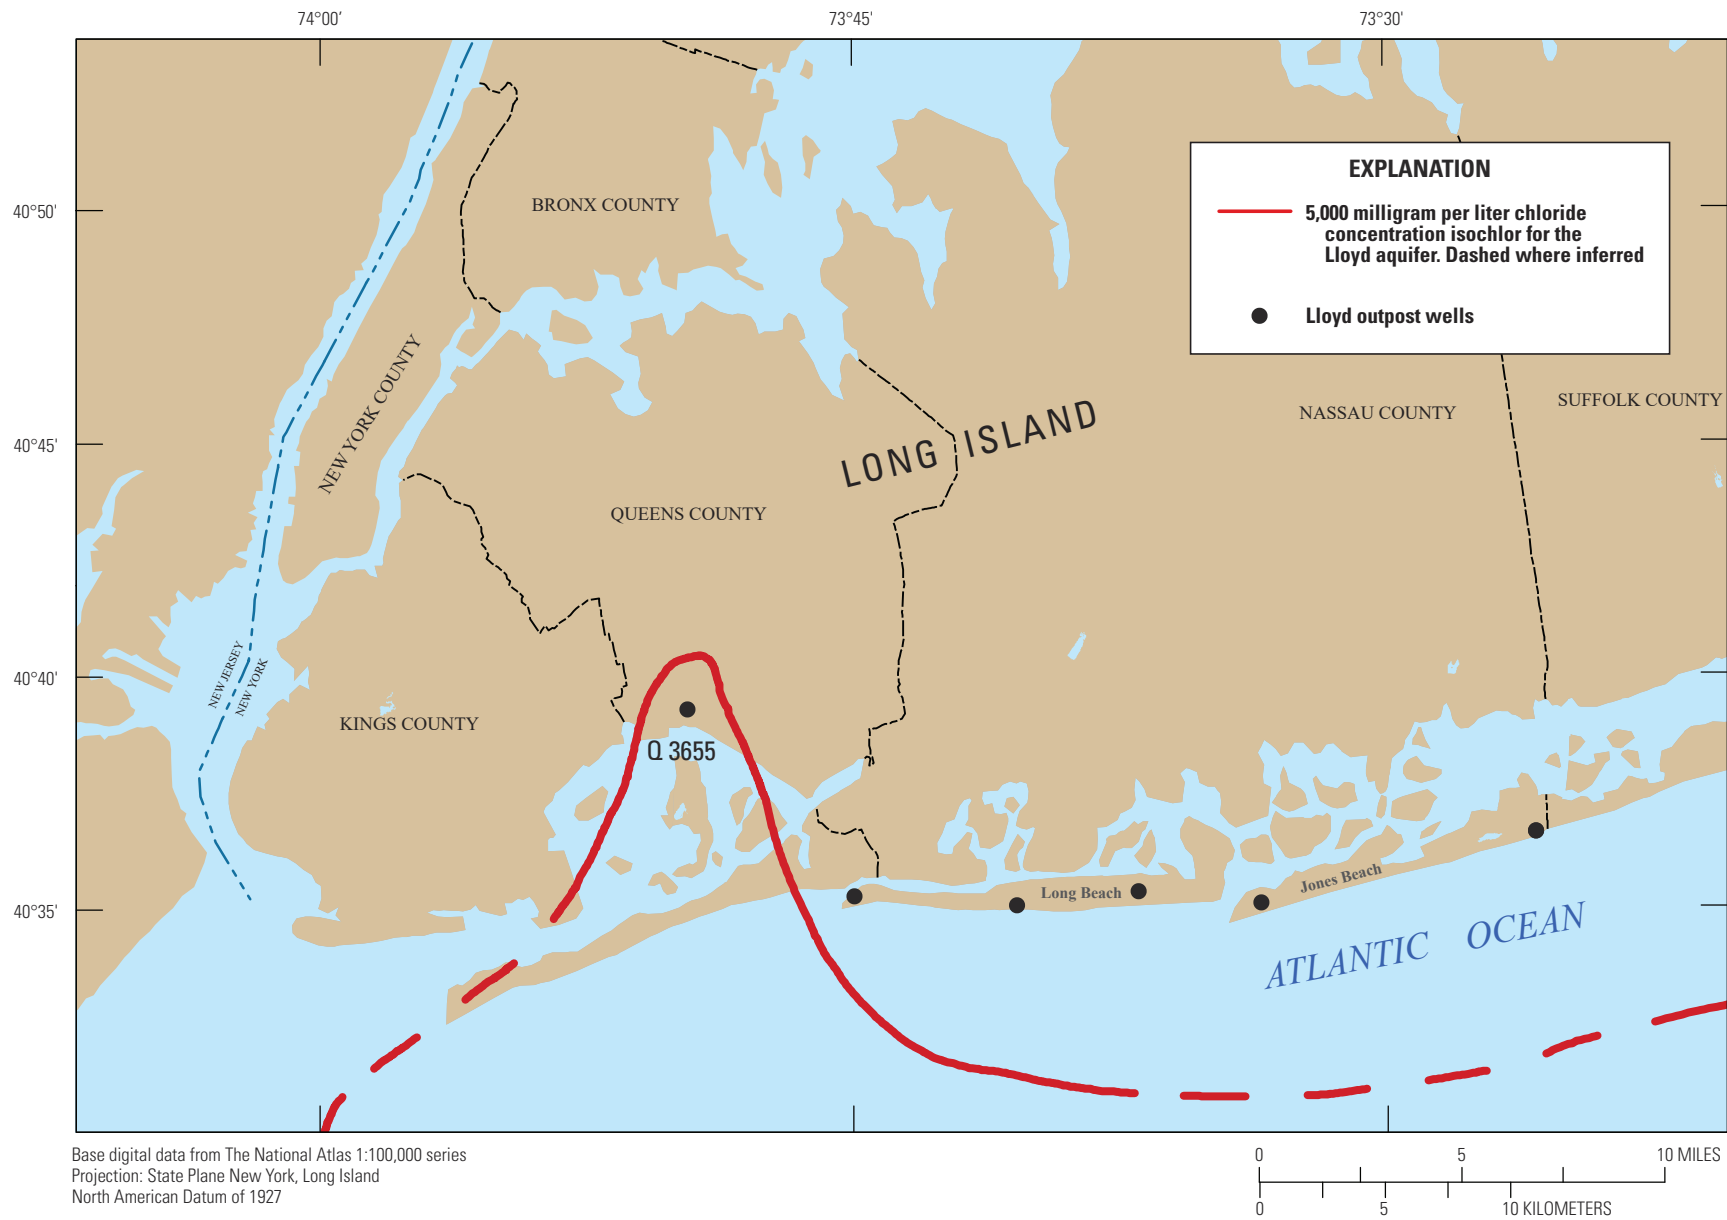 74°00'
73°45'
73°30'
40°50'
40°45'
40°40'
40°35'
EXPLANATION
5,000 milligram per liter chloride
concentration isochlor for the
Lloyd aquifer. Dashed where inferred
Lloyd outpost wells
BRONX COUNTY
NEW YORK COUNTY
LONG ISLAND
NASSAU COUNTY
SUFFOLK COUNTY
QUEENS COUNTY
NEW JERSEY
NEW YORK
KINGS COUNTY
Q 3655
Long Beach
Jones Beach
ATLANTIC OCEAN
Base digital data from The National Atlas 1:100,000 series
Projection: State Plane New York, Long Island
North American Datum of 1927
0 5 10 MILES
0 5 10 KILOMETERS